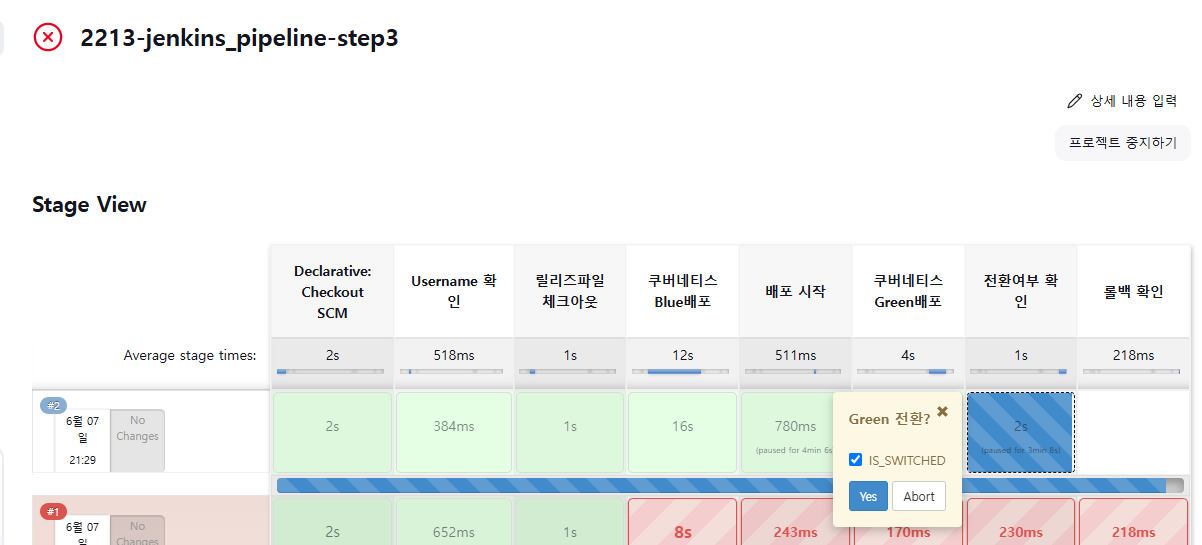 2213-jenkins_pipeline-step3
상세 내용 입력
프로젝트 중지하기
Stage View
Declarative: Checkout SCM
Username 확인
릴리즈파일 체크아웃
쿠버네티스 Blue배포
배포 시작
쿠버네티스 Green배포
전환여부 확인
롤백 확인
Average stage times:
2s
518ms
1s
12s
511ms
4s
1s
218ms
#2
6월 07일
21:29
No Changes
2s
384ms
1s
16s
780ms
(paused for 4min 6s
Green 전환?
IS_SWITCHED
Yes
Abort
2s
(paused for 3min 8s)
#1
6월 07일
No Changes
2s
652ms
1s
8s
243ms
170ms
230ms
218ms